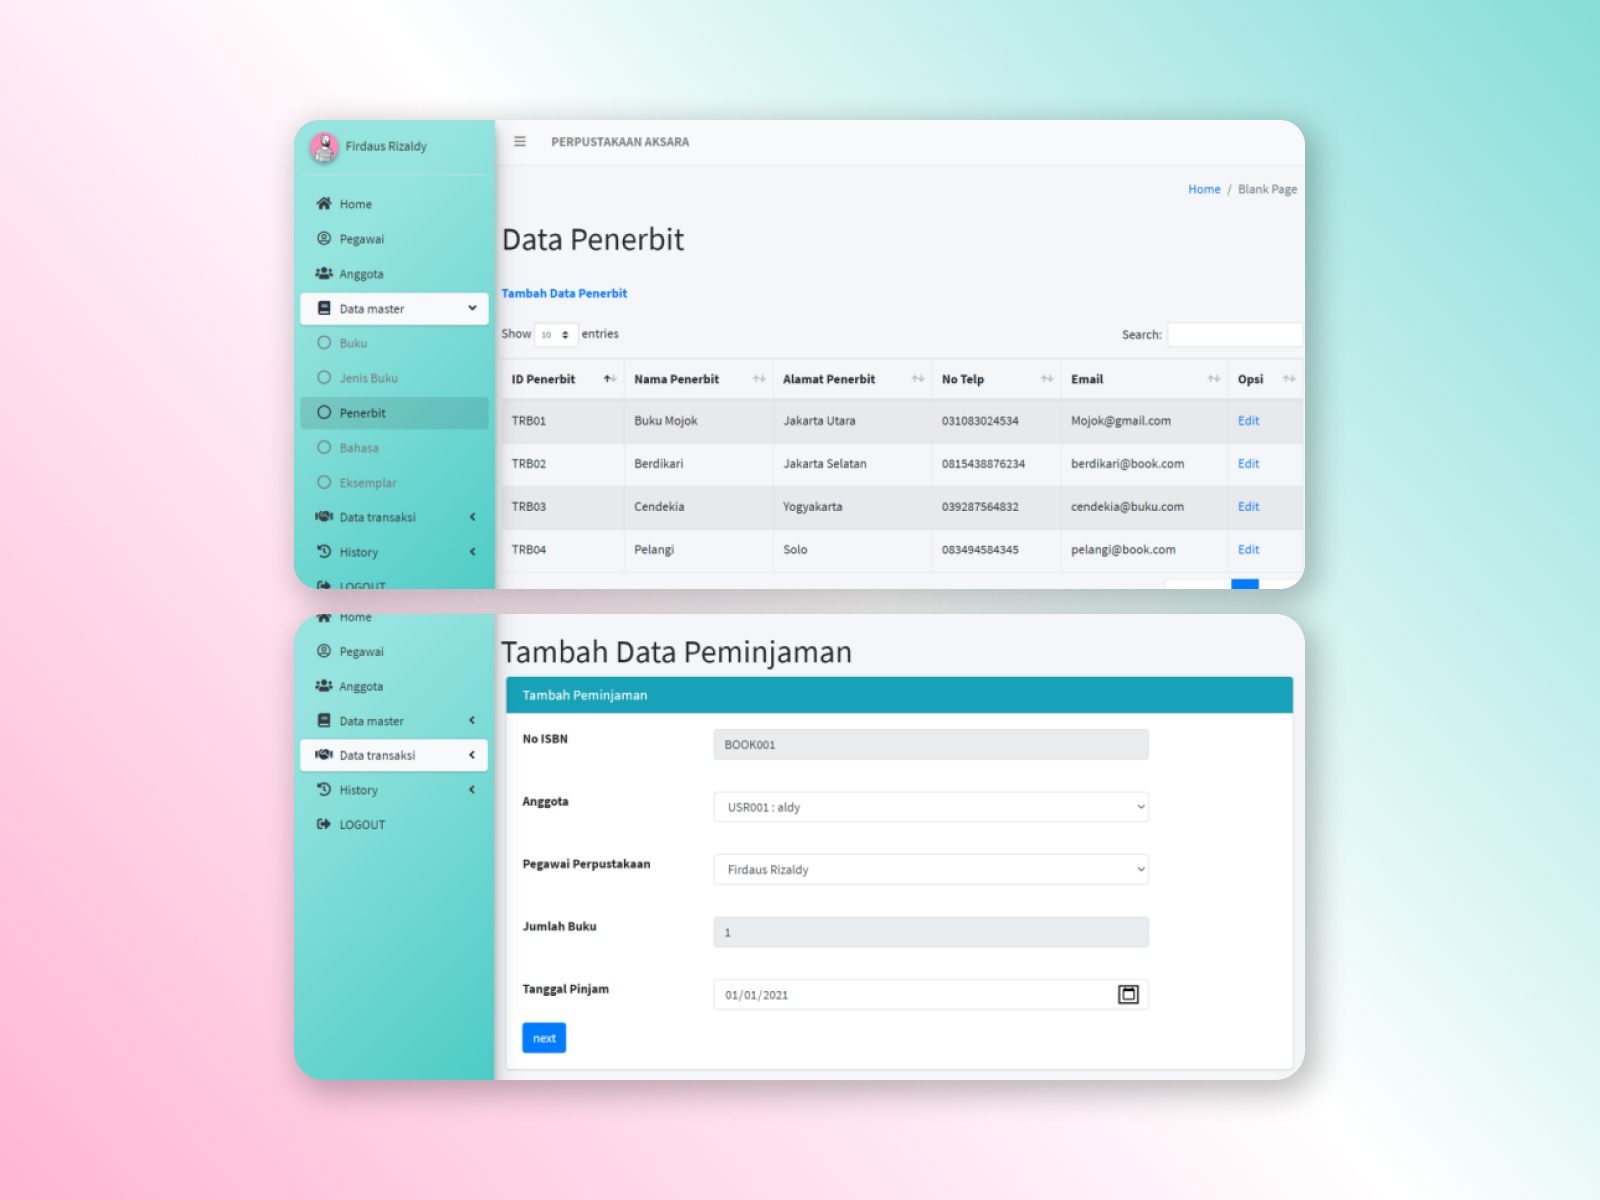 Firdaus Rizaldy
Home
Pegawai
Anggota
Data master
Buku
Jenis Buku
Penerbit
Bahasa
Eksemplar
Data transaksi
History
LOGOUT
PERPUSTAKAAN AKSARA
Home / Blank Page
Data Penerbit
Tambah Data Penerbit
Show 10 entries
Search:
ID Penerbit Nama Penerbit Alamat Penerbit No Telp Email Opsi
TRB01 Buku Mojok Jakarta Utara 031083024534 Mojok@gmail.com Edit
TRB02 Berdikari Jakarta Selatan 0815438876234 berdikari@book.com Edit
TRB03 Cendekia Yogyakarta 039287564832 cendekia@buku.com Edit
TRB04 Pelangi Solo 083494584345 pelangi@book.com Edit
Home
Pegawai
Anggota
Data master
Data transaksi
History
LOGOUT
Tambah Data Peminjaman
Tambah Peminjaman
No ISBN BOOK001
Anggota USR001 : aldy
Pegawai Perpustakaan Firdaus Rizaldy
Jumlah Buku 1
Tanggal Pinjam 01/01/2021
next